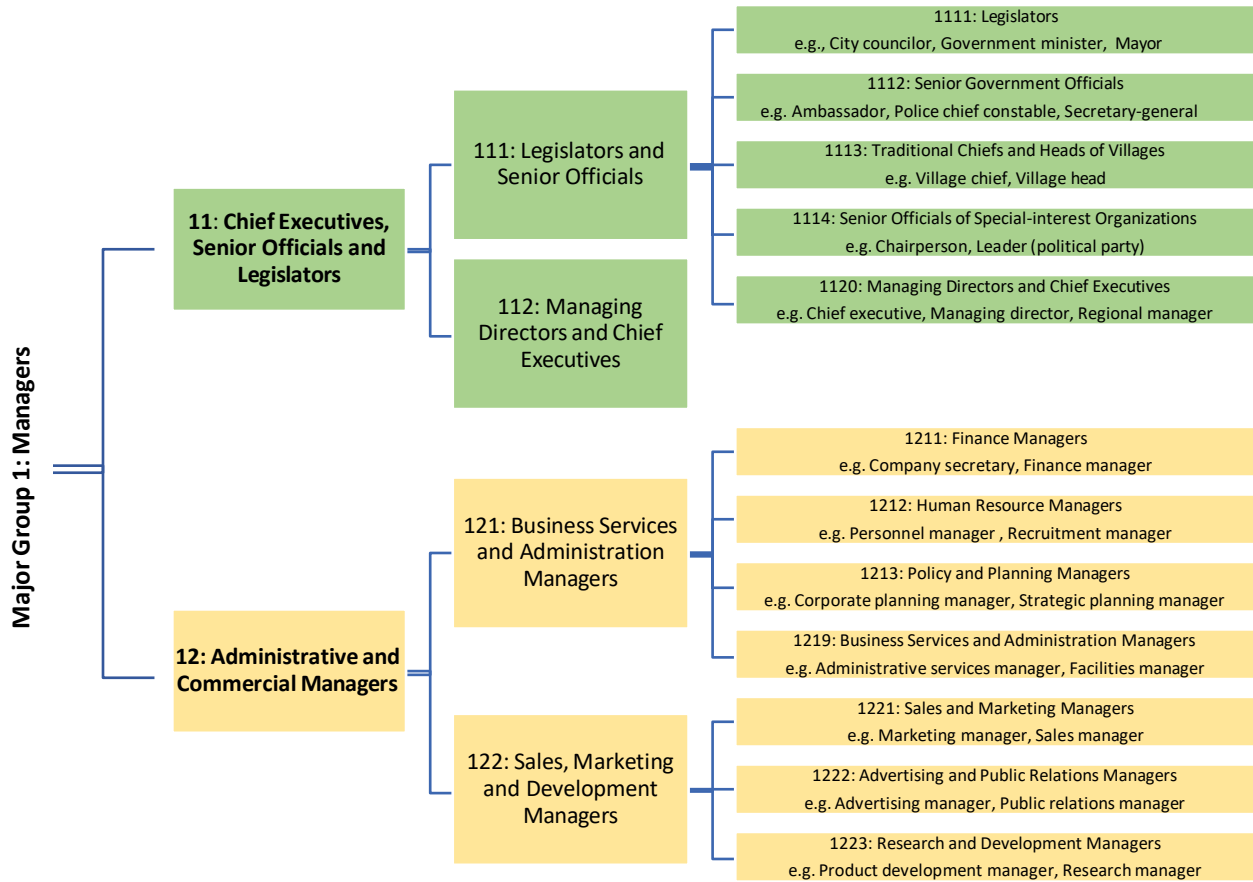 Major Group 1: Managers
11: Chief Executives,
Senior Officials and
Legislators
111: Legislators and
Senior Officials
1111: Legislators
e.g., City councilor, Government minister, Mayor
1112: Senior Government Officials
e.g. Ambassador, Police chief constable, Secretary-general
1113: Traditional Chiefs and Heads of Villages
e.g. Village chief, Village head
1114: Senior Officials of Special-interest Organizations
e.g. Chairperson, Leader (political party)
1120: Managing Directors and Chief Executives
e.g. Chief executive, Managing director, Regional manager
112: Managing
Directors and Chief
Executives
12: Administrative and
Commercial Managers
121: Business Services
and Administration
Managers
1211: Finance Managers
e.g. Company secretary, Finance manager
1212: Human Resource Managers
e.g. Personnel manager , Recruitment manager
1213: Policy and Planning Managers
e.g. Corporate planning manager, Strategic planning manager
1219: Business Services and Administration Managers
e.g. Administrative services manager, Facilities manager
122: Sales, Marketing
and Development
Managers
1221: Sales and Marketing Managers
e.g. Marketing manager, Sales manager
1222: Advertising and Public Relations Managers
e.g. Advertising manager, Public relations manager
1223: Research and Development Managers
e.g. Product development manager, Research manager